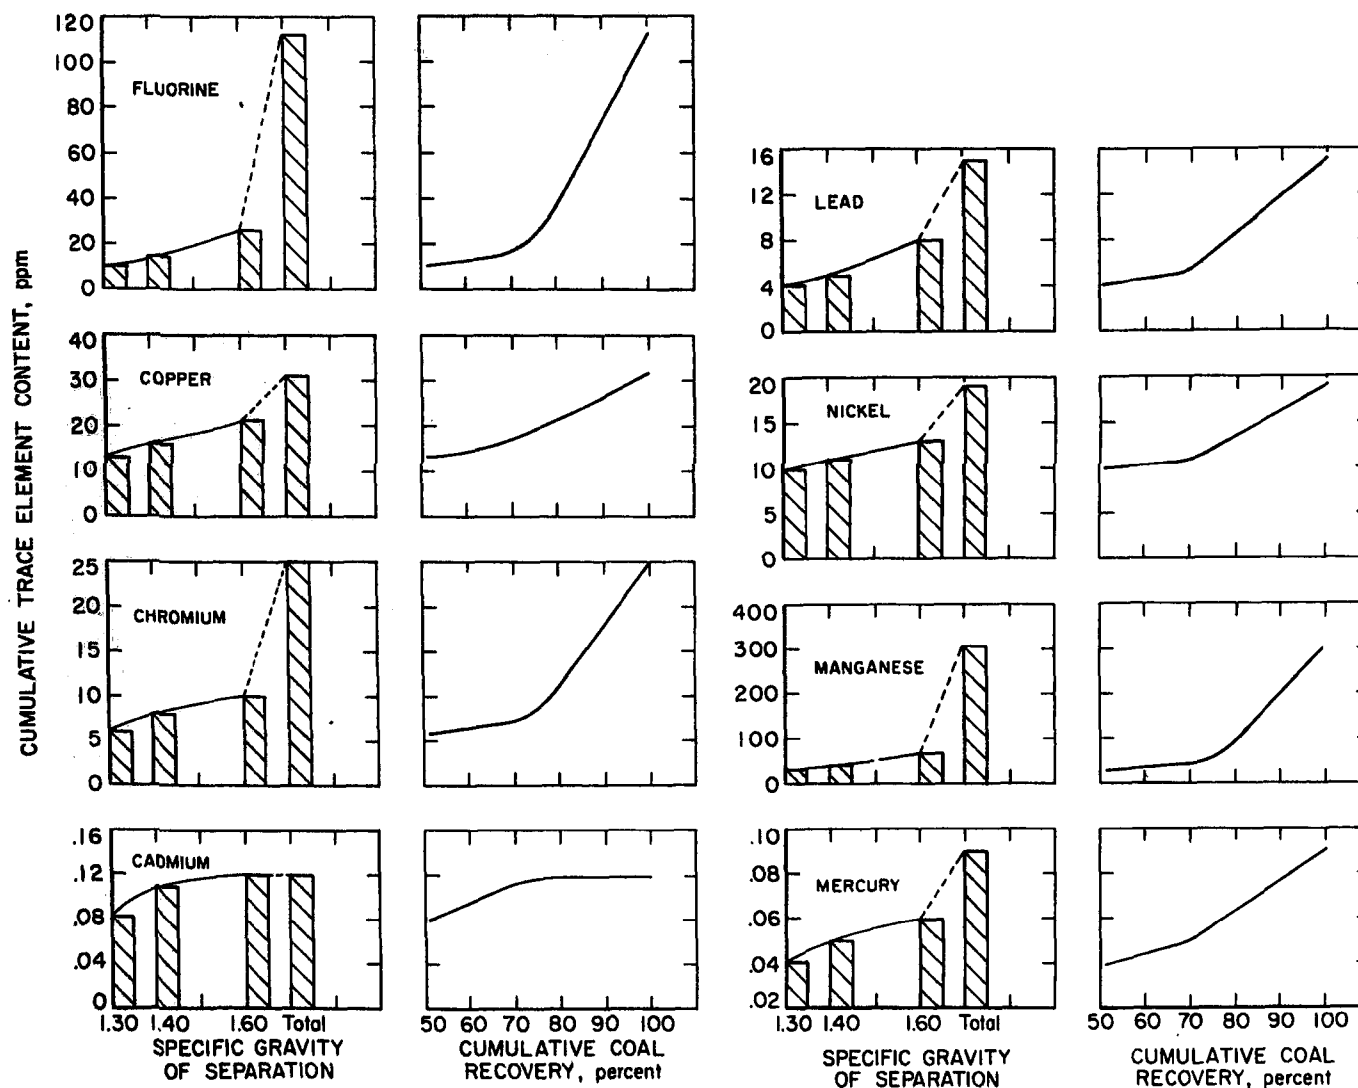 CUMULATIVE TRACE ELEMENT CONTENT, ppm
120
100
80
60
40
20
0
FLUORINE
40
30
20
10
0
COPPER
25
20
15
10
5
0
CHROMIUM
.16
.12
.08
.04
0
CADMIUM
1.30 1.40 1.60 Total
SPECIFIC GRAVITY
OF SEPARATION
50 60 70 80 90 100
CUMULATIVE COAL
RECOVERY, percent
16
12
8
4
0
LEAD
20
15
10
5
0
NICKEL
400
300
200
100
0
MANGANESE
.10
.08
.06
.04
.02
MERCURY
1.30 1.40 1.60 Total
SPECIFIC GRAVITY
OF SEPARATION
50 60 70 80 90 100
CUMULATIVE COAL
RECOVERY, percent